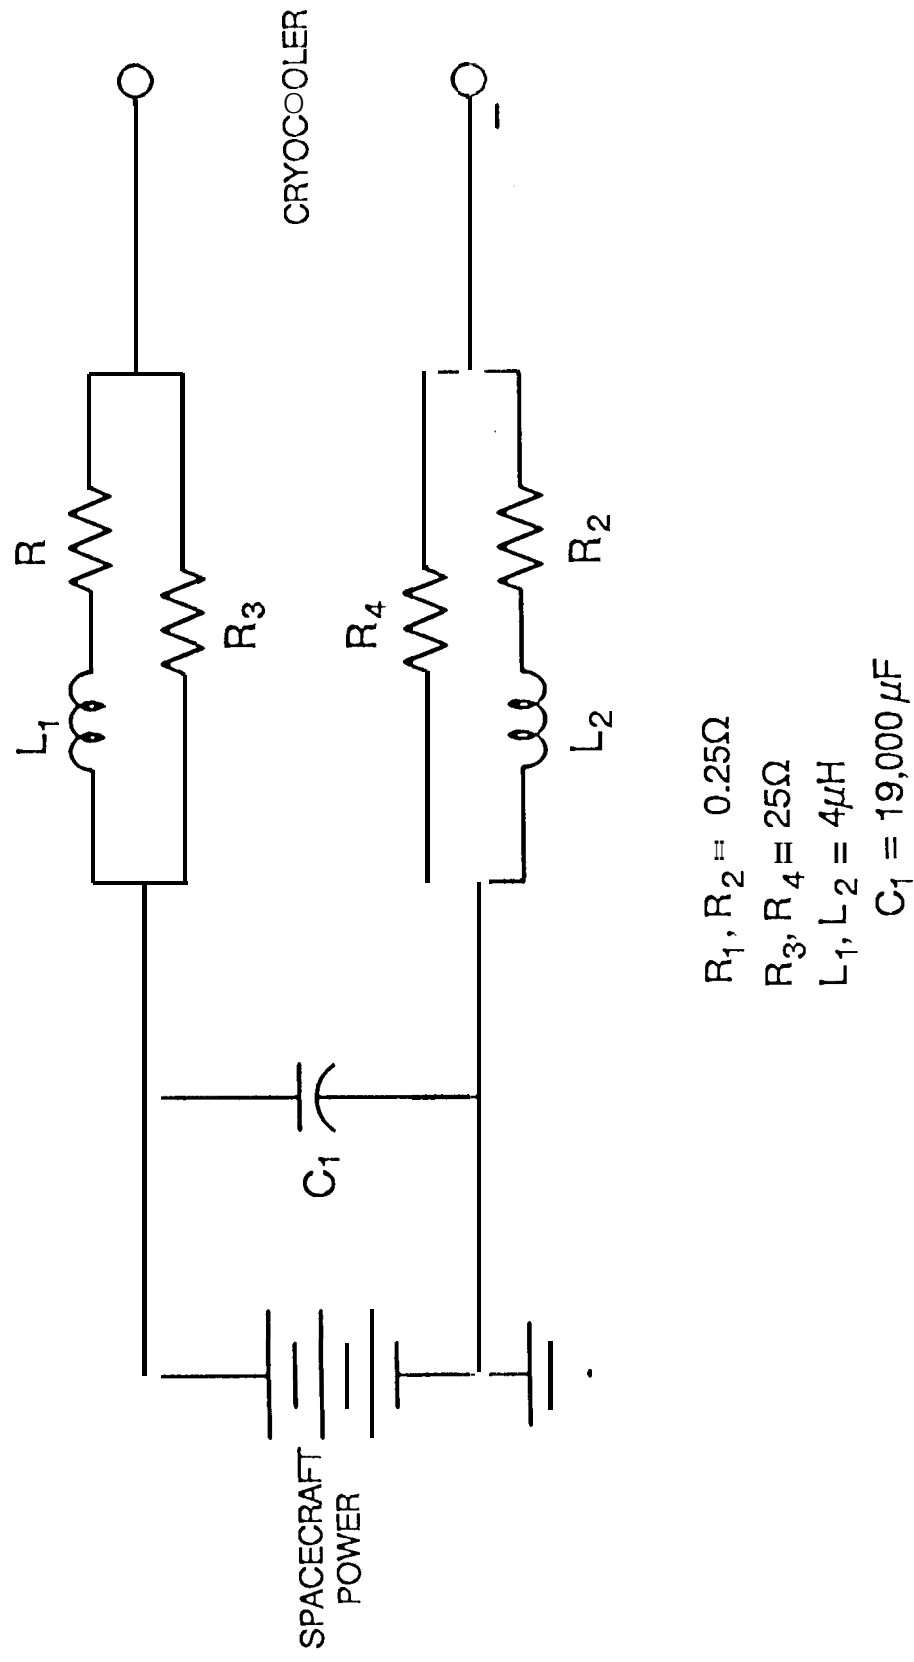 L₁
R
R₃
C₁
SPACECRAFT
POWER
CRYOCOOLER
–
R₄
L₂
R₂
R₁, R₂ = 0.25Ω
R₃, R₄ = 25Ω
L₁, L₂ = 4μH
C₁ = 19,000 μF